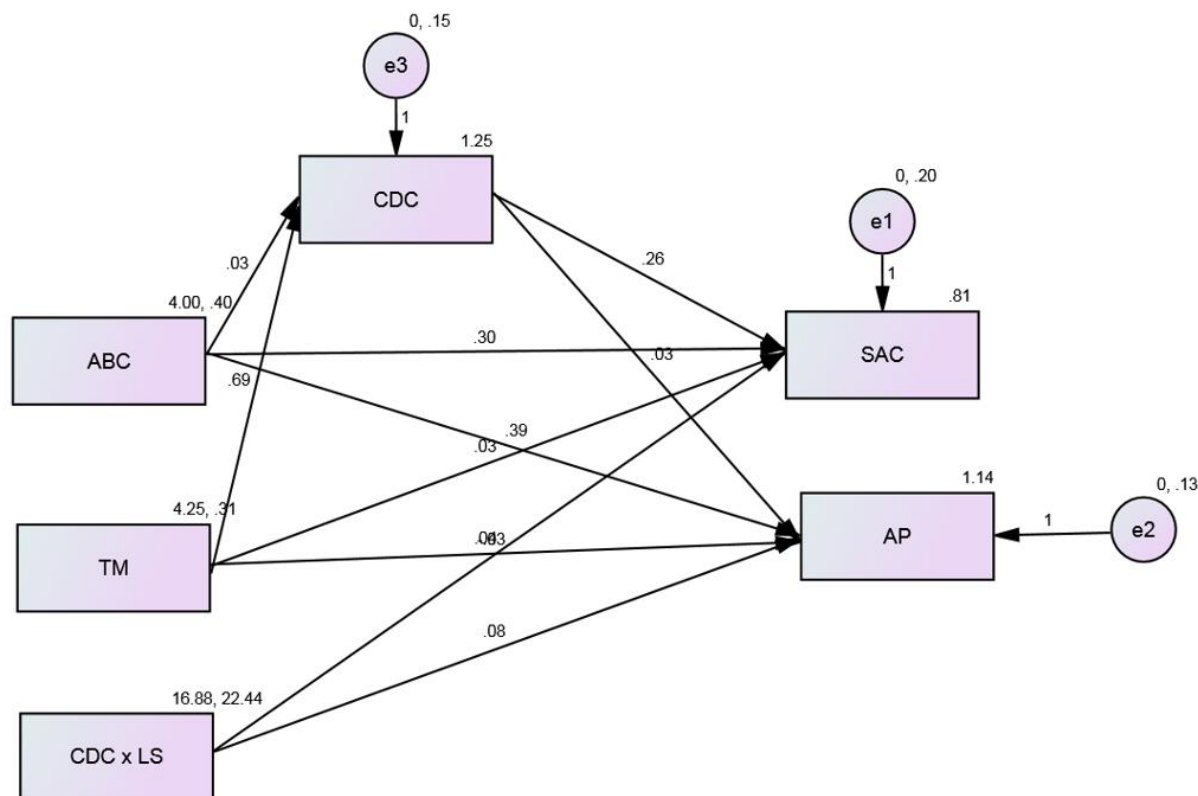 0, .15
e3
1
1.25
CDC
0, .20
e1
1
.26
.81
SAC
.03
4.00, .40
ABC
.30
.03
.69
.39
.03
4.25, .31
TM
1.14
AP
0, .13
e2
1
.08
16.88, 22.44
CDC x LS